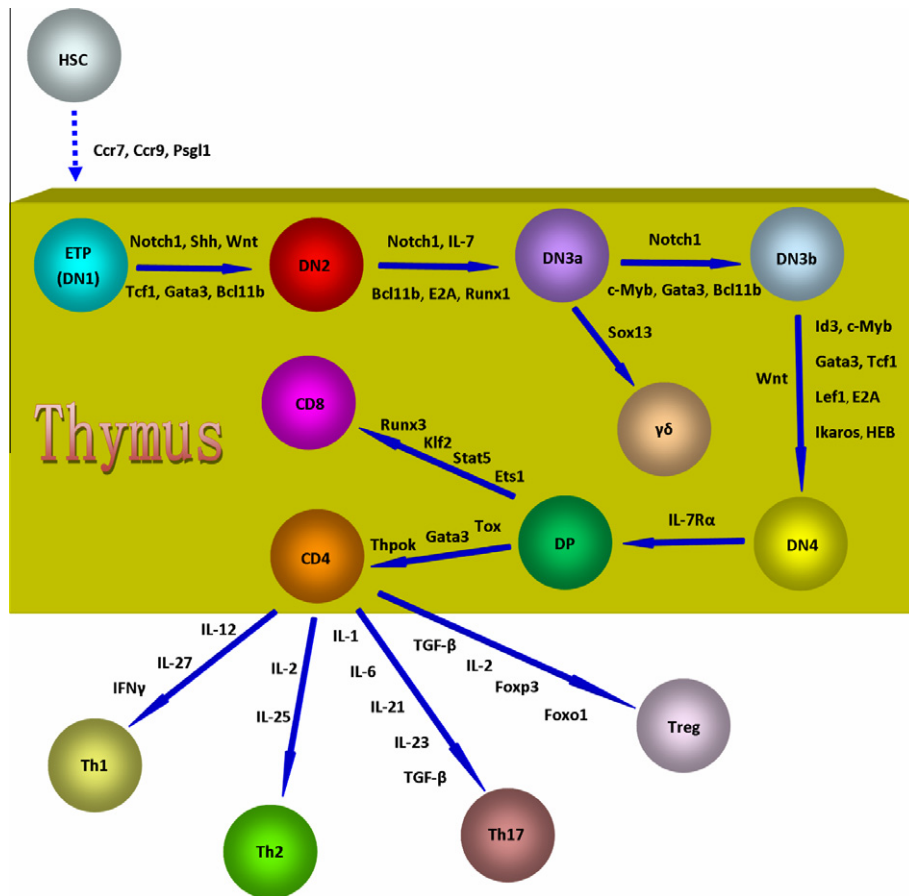 HSC
Ccr7, Ccr9, Psgl1
ETP
(DN1)
Notch1, Shh, Wnt
Tcf1, Gata3, Bcl11b
DN2
Notch1, IL-7
Bcl11b, E2A, Runx1
DN3a
Notch1
c-Myb, Gata3, Bcl11b
DN3b
Sox13
γδ
Wnt
Id3, c-Myb
Gata3, Tcf1
Lef1, E2A
Ikaros, HEB
Thymus
CD8
Runx3
Klf2
Stat5
Ets1
DN4
IL-7Rα
DP
Tox
Gata3
Thpok
CD4
IL-12
IL-27
IFNγ
Th1
IL-2
IL-25
Th2
IL-1
IL-6
IL-21
IL-23
TGF-β
Th17
TGF-β
IL-2
Foxp3
Foxo1
Treg